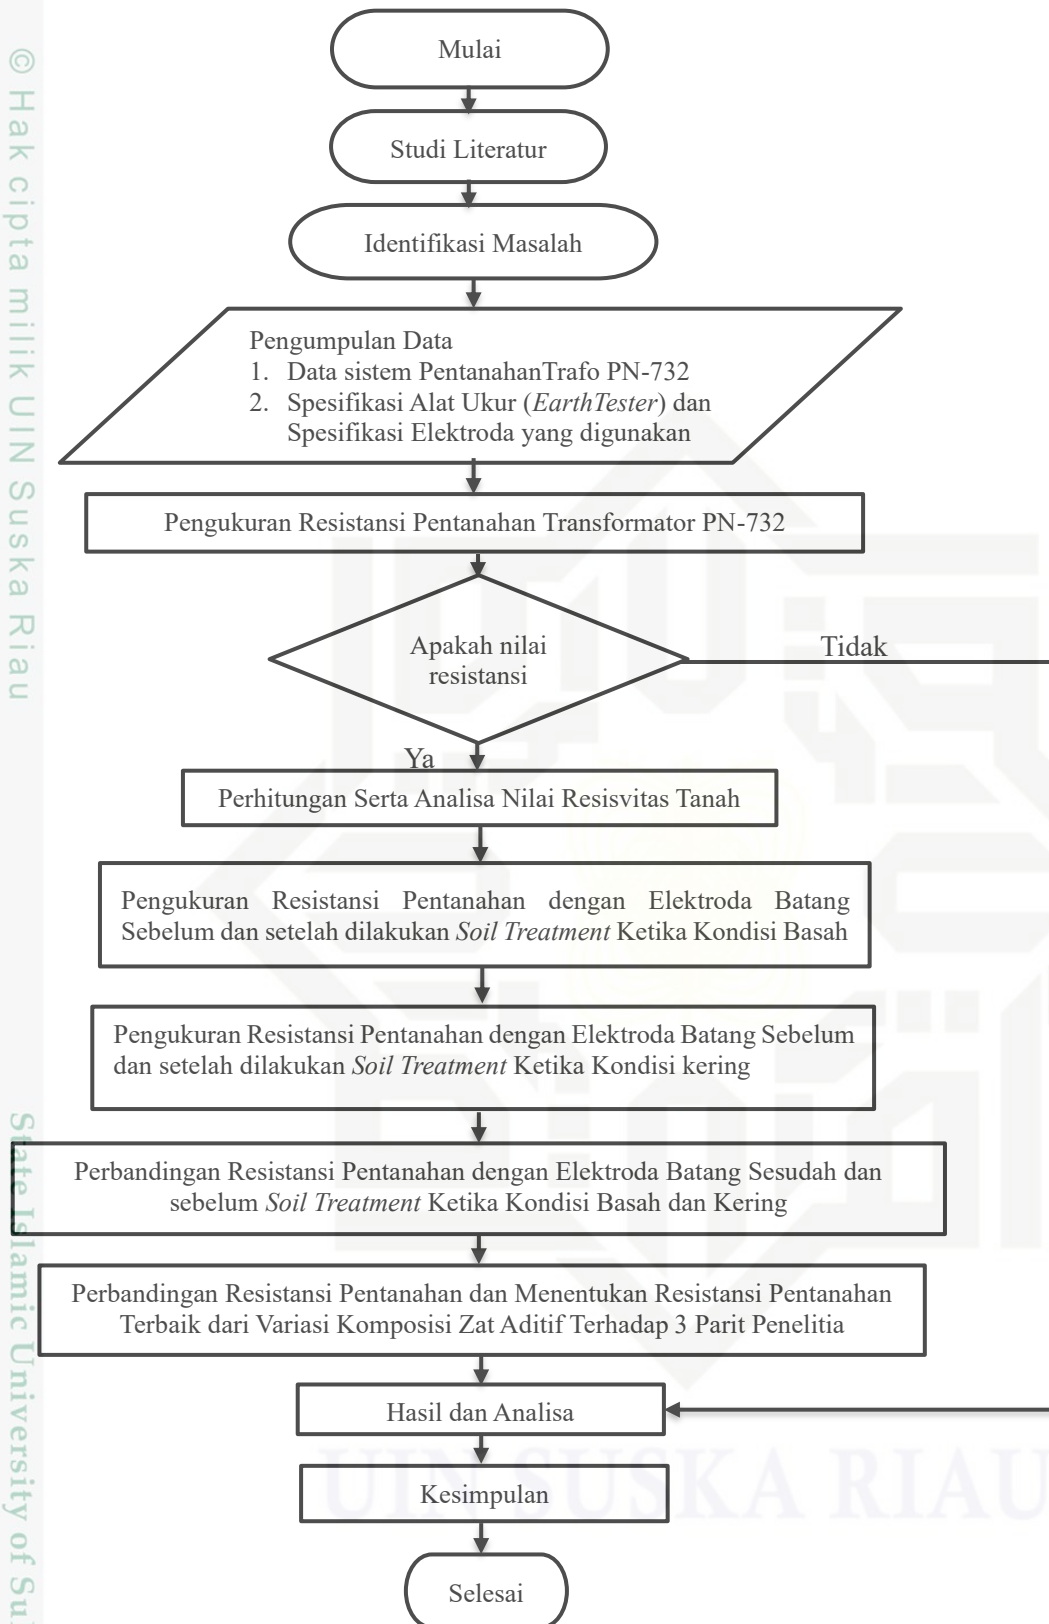 © Hak cipta milik UIN Suska Riau
State Islamic University of Su
Mulai
Studi Literatur
Identifikasi Masalah
Pengumpulan Data
1. Data sistem PentanahanTrafo PN-732
2. Spesifikasi Alat Ukur (EarthTester) dan
Spesifikasi Elektroda yang digunakan
Pengukuran Resistansi Pentanahan Transformator PN-732
Apakah nilai
resistansi
Tidak
Ya
Perhitungan Serta Analisa Nilai Resisvitas Tanah
Pengukuran Resistansi Pentanahan dengan Elektroda Batang
Sebelum dan setelah dilakukan Soil Treatment Ketika Kondisi Basah
Pengukuran Resistansi Pentanahan dengan Elektroda Batang Sebelum
dan setelah dilakukan Soil Treatment Ketika Kondisi kering
Perbandingan Resistansi Pentanahan dengan Elektroda Batang Sesudah dan
sebelum Soil Treatment Ketika Kondisi Basah dan Kering
Perbandingan Resistansi Pentanahan dan Menentukan Resistansi Pentanahan
Terbaik dari Variasi Komposisi Zat Aditif Terhadap 3 Parit Penelitia
Hasil dan Analisa
UIN SUSKA RIAU
Kesimpulan
Selesai